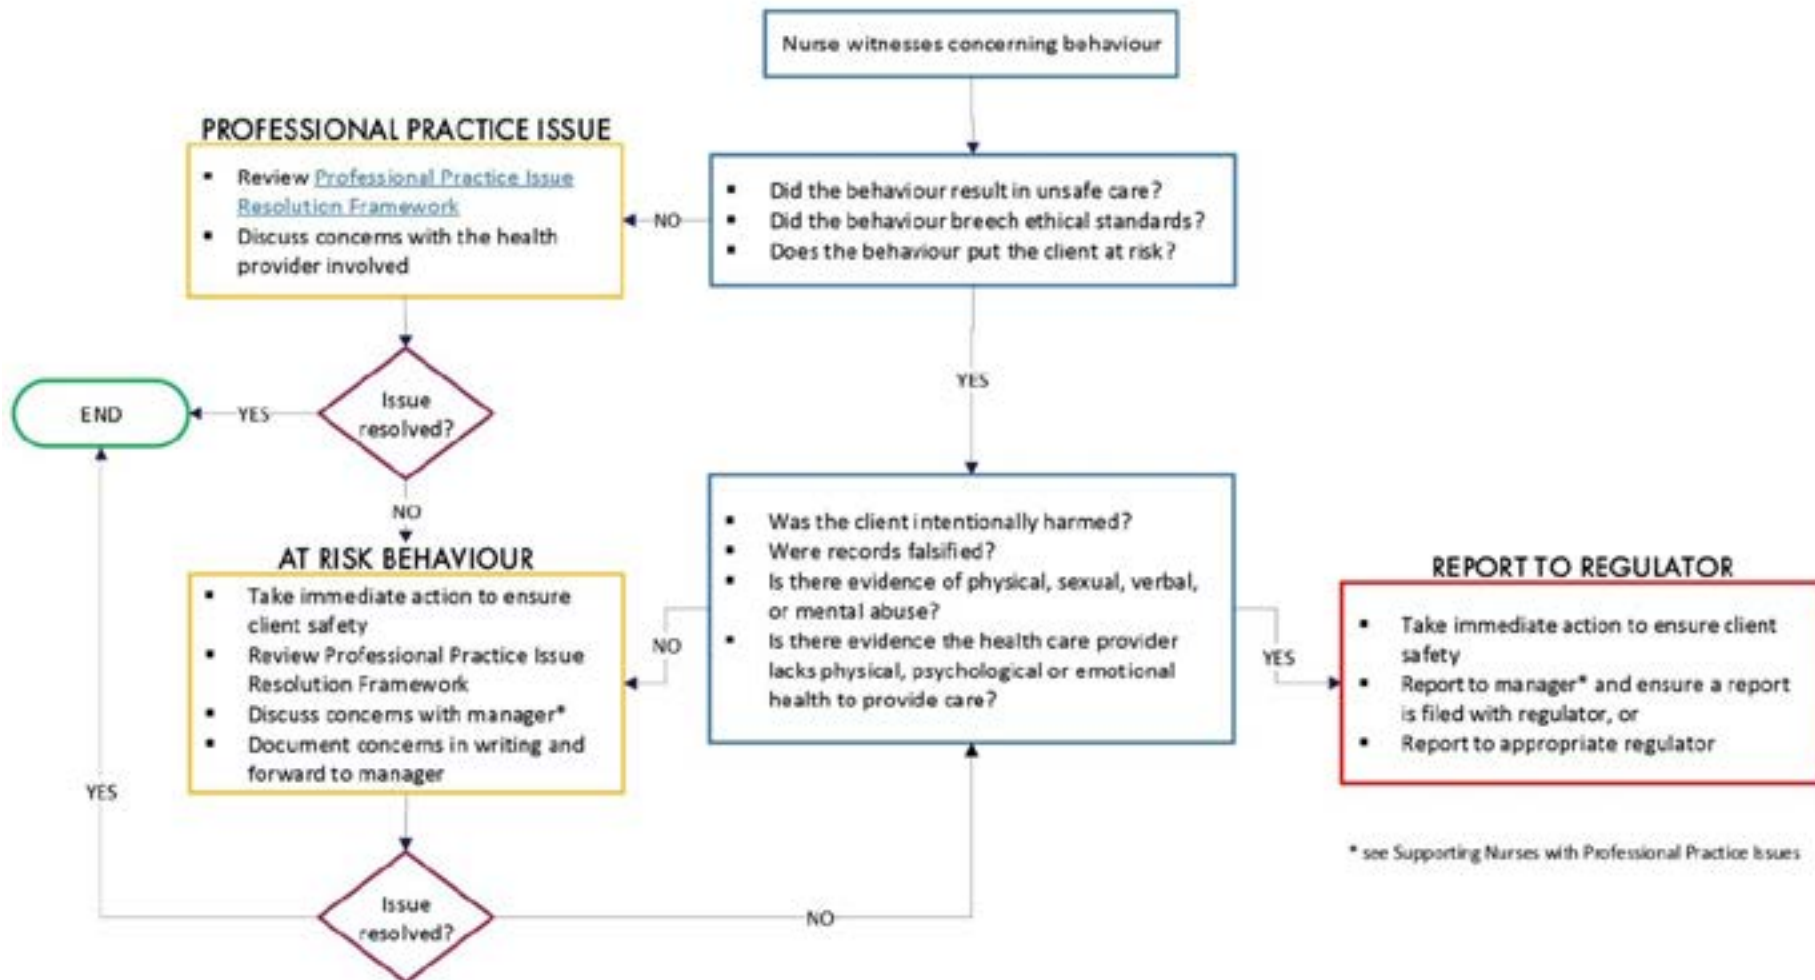 Nurse witnesses concerning behaviour
PROFESSIONAL PRACTICE ISSUE
▪ Review Professional Practice Issue
Resolution Framework
▪ Discuss concerns with the health
provider involved
NO
▪ Did the behaviour result in unsafe care?
▪ Did the behaviour breech ethical standards?
▪ Does the behaviour put the client at risk?
YES
END
YES
Issue
resolved?
NO
AT RISK BEHAVIOUR
▪ Take immediate action to ensure
client safety
▪ Review Professional Practice Issue
Resolution Framework
▪ Discuss concerns with manager*
▪ Document concerns in writing and
forward to manager
NO
▪ Was the client intentionally harmed?
▪ Were records falsified?
▪ Is there evidence of physical, sexual, verbal,
or mental abuse?
▪ Is there evidence the health care provider
lacks physical, psychological or emotional
health to provide care?
YES
REPORT TO REGULATOR
▪ Take immediate action to ensure client
safety
▪ Report to manager* and ensure a report
is filed with regulator, or
▪ Report to appropriate regulator
* see Supporting Nurses with Professional Practice Issues
YES
Issue
resolved?
NO